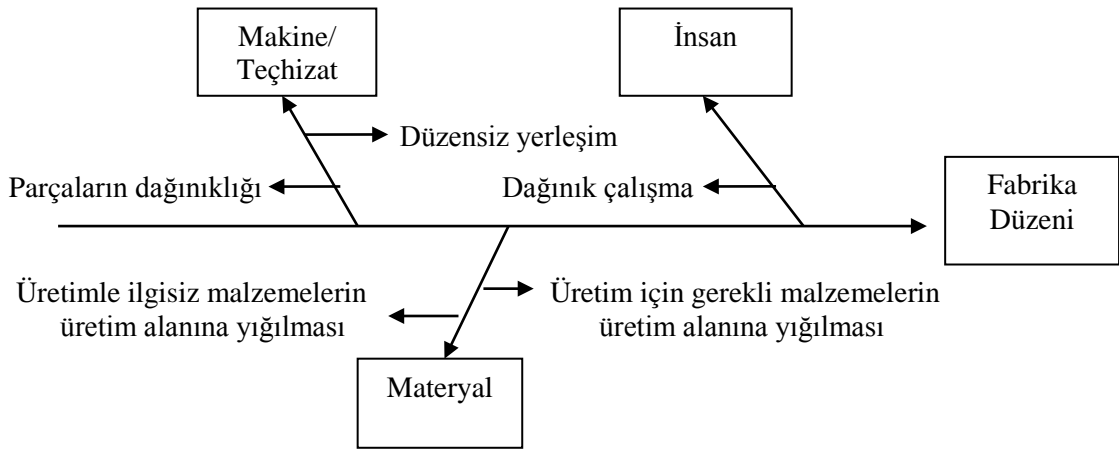 Makine/
Teçhizat
İnsan
Düzensiz yerleşim
Parçaların dağınıklığı
Dağınık çalışma
Fabrika
Düzeni
Üretimle ilgisiz malzemelerin
üretim alanına yığılması
Üretim için gerekli malzemelerin
üretim alanına yığılması
Materyal